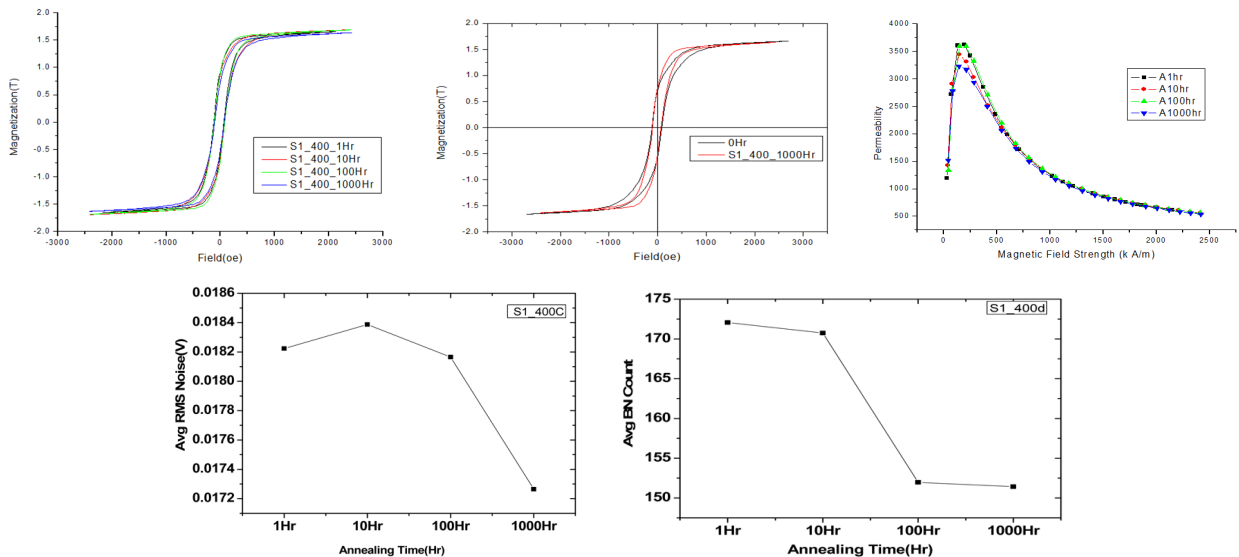 Magnetization(T)
2.0
1.5
1.0
0.5
0.0
-0.5
-1.0
-1.5
-2.0
S1_400_1Hr
S1_400_10Hr
S1_400_100Hr
S1_400_1000Hr
-3000 -2000 -1000 0 1000 2000 3000
Field(oe)
Magnetization(T)
2.0
1.5
1.0
0.5
0.0
-0.5
-1.0
-1.5
-2.0
0Hr
S1_400_1000Hr
-3000 -2000 -1000 0 1000 2000 3000
Field(oe)
Permeability
4000
3500
3000
2500
2000
1500
1000
500
A1hr
A10hr
A100hr
A1000hr
0 500 1000 1500 2000 2500
Magnetic Field Strength (k A/m)
Avg RMS Noise(V)
0.0186
0.0184
0.0182
0.0180
0.0178
0.0176
0.0174
0.0172
S1_400C
1Hr 10Hr 100Hr 1000Hr
Annealing Time(Hr)
Avg BN Count
175
170
165
160
155
150
S1_400d
1Hr 10Hr 100Hr 1000Hr
Annealing Time(Hr)